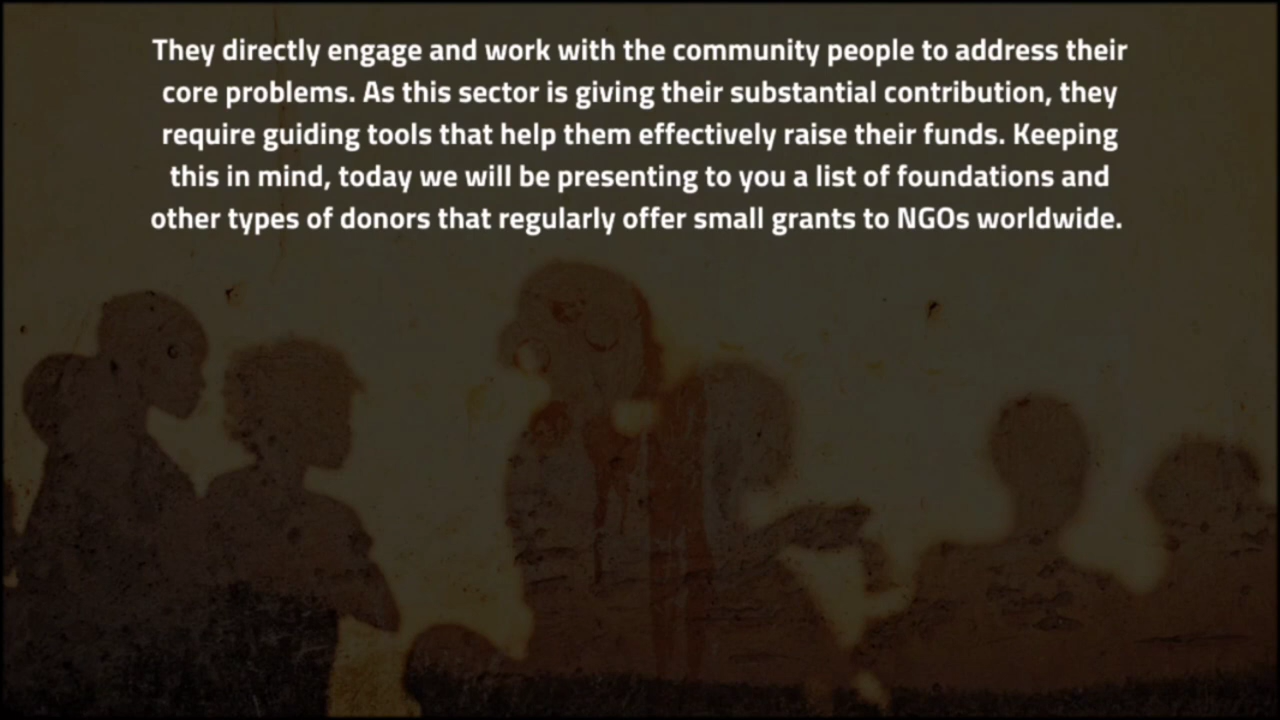 They directly engage and work with the community people to address their
core problems. As this sector is giving their substantial contribution, they
require guiding tools that help them effectively raise their funds. Keeping
this in mind, today we will be presenting to you a list of foundations and
other types of donors that regularly offer small grants to NGOs worldwide.